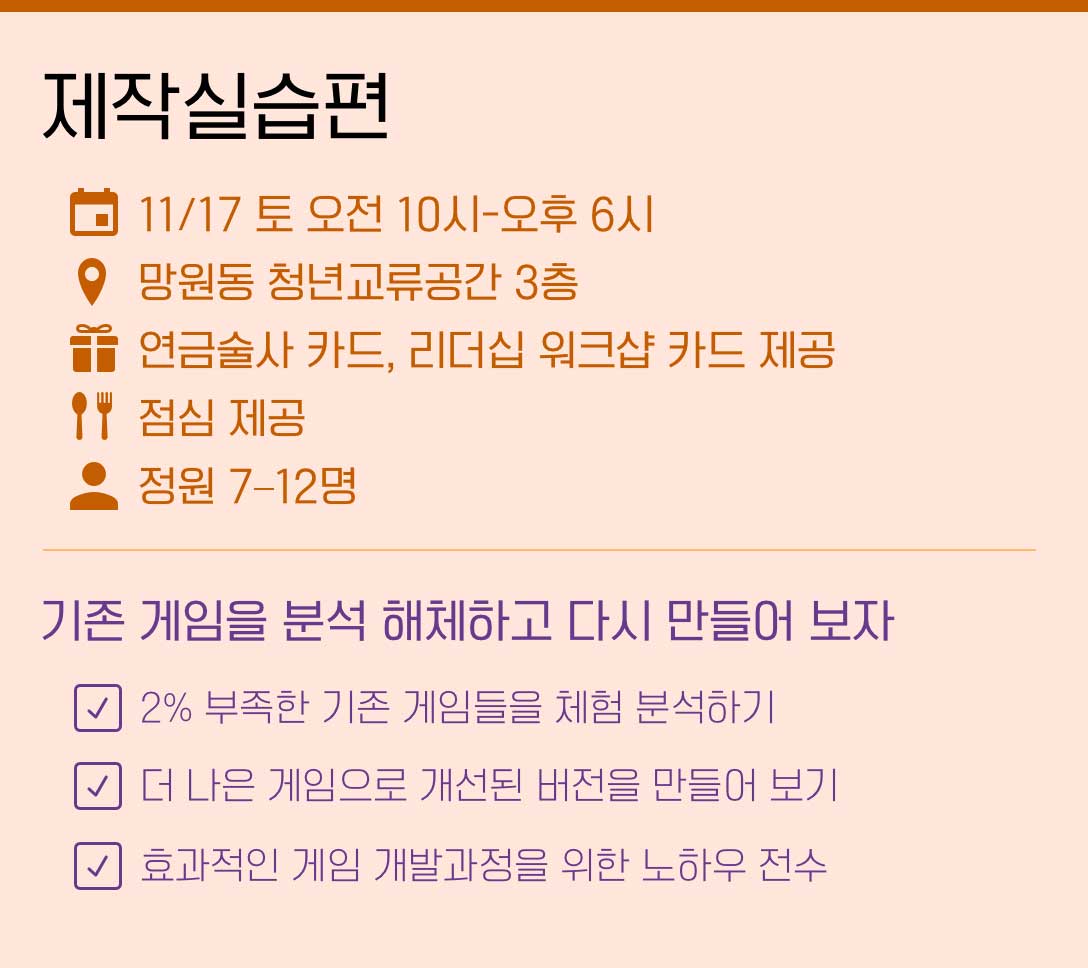 제작실습편
11/17 토 오전 10시-오후 6시
망원동 청년교류공간 3층
연금술사 카드, 리더십 워크샵 카드 제공
점심 제공
정원 7–12명
기존 게임을 분석 해체하고 다시 만들어 보자
2% 부족한 기존 게임들을 체험 분석하기
더 나은 게임으로 개선된 버전을 만들어 보기
효과적인 게임 개발과정을 위한 노하우 전수